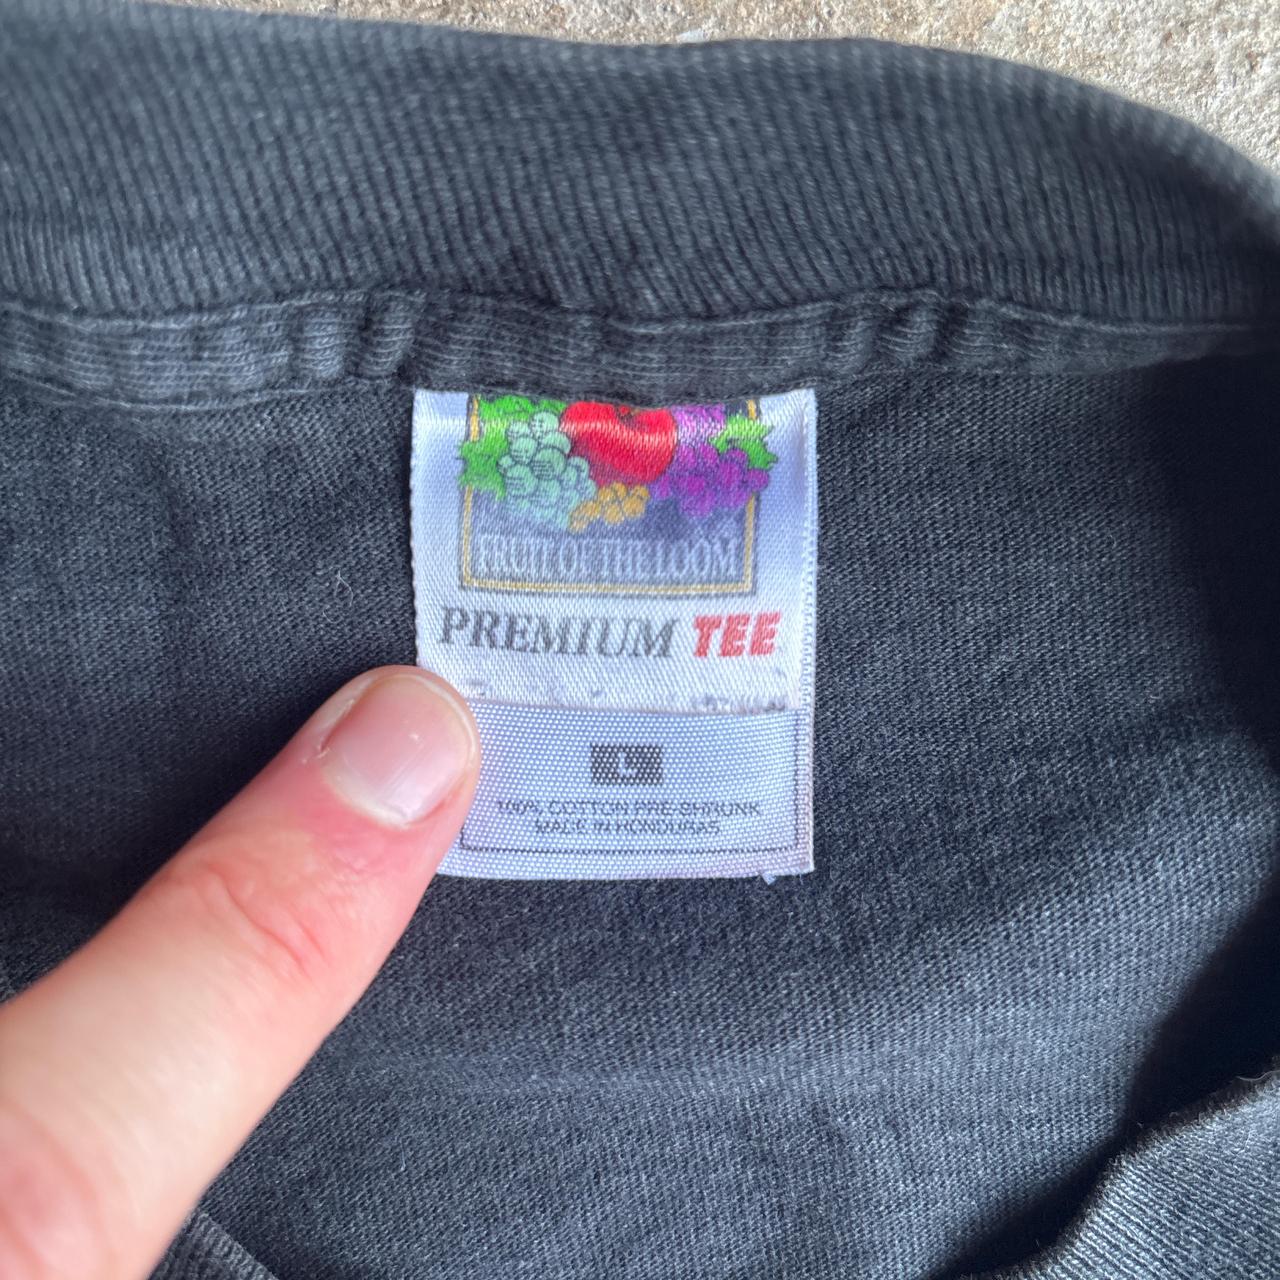 FRUIT OF THE LOOM
PREMIUM TEE
L
100% COTTON PRE-SHRUNK
MADE IN HONDURAS